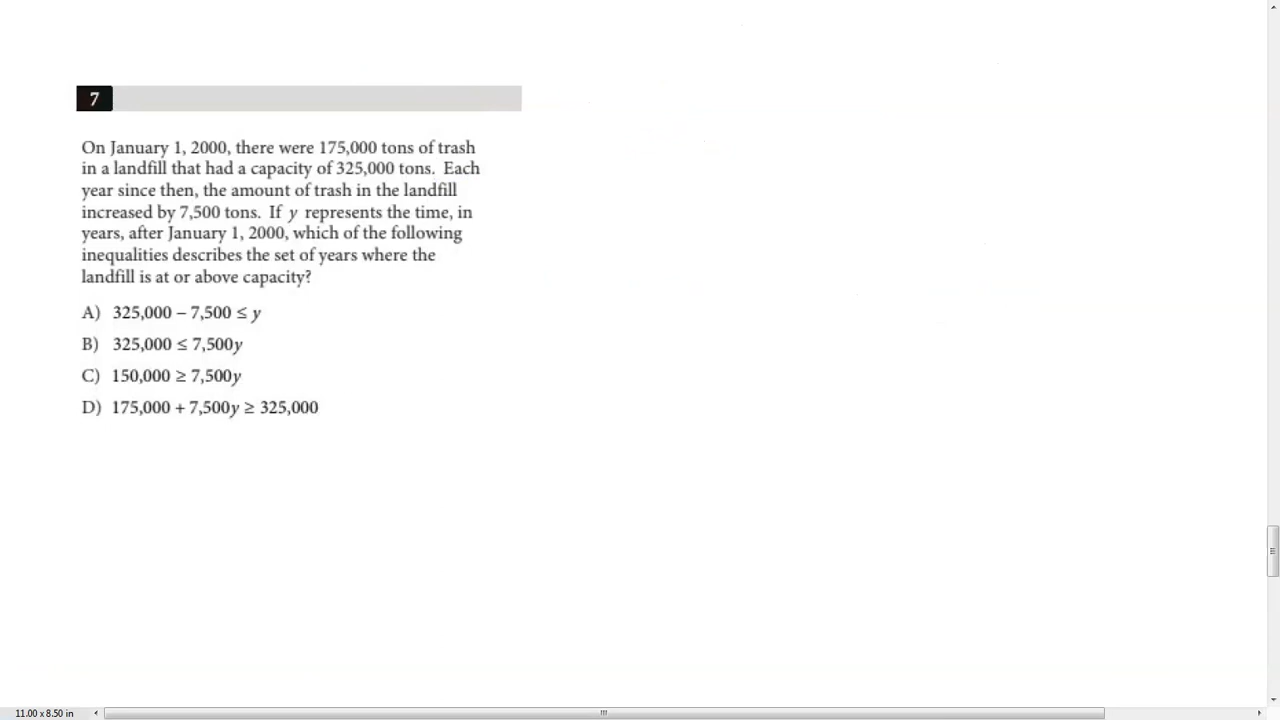 7
On January 1, 2000, there were 175,000 tons of trash
in a landfill that had a capacity of 325,000 tons. Each
year since then, the amount of trash in the landfill
increased by 7,500 tons. If y represents the time, in
years, after January 1, 2000, which of the following
inequalities describes the set of years where the
landfill is at or above capacity?
A) 325,000 − 7,500 ≤ y
B) 325,000 ≤ 7,500y
C) 150,000 ≥ 7,500y
D) 175,000 + 7,500y ≥ 325,000
11.00 x 8.50 in